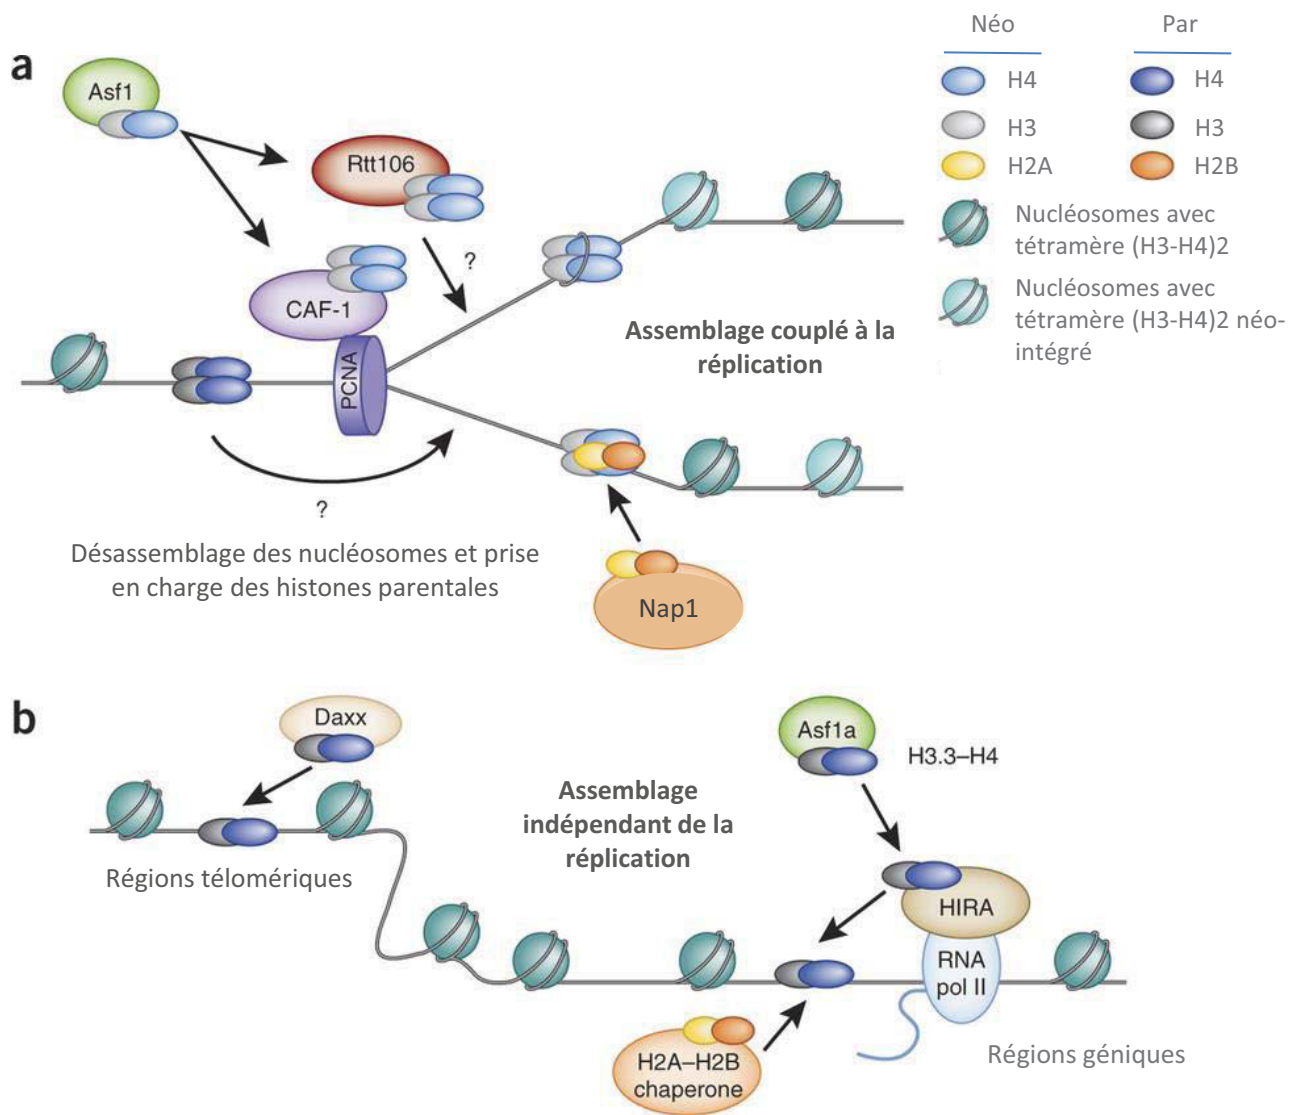 Néo
Par
H4
H4
H3
H3
H2A
H2B
Nucléosomes avec
tétramère (H3-H4)2
Nucléosomes avec
tétramère (H3-H4)2 néo-
intégré
a
Asf1
Rtt106
?
CAF-1
PCNA
Assemblage couplé à la
réplication
?
Désassemblage des nucléosomes et prise
en charge des histones parentales
Nap1
b
Daxx
Asf1a
H3.3–H4
Assemblage
indépendant de la
réplication
Régions télomériques
HIRA
RNA
pol II
H2A–H2B
chaperone
Régions géniques